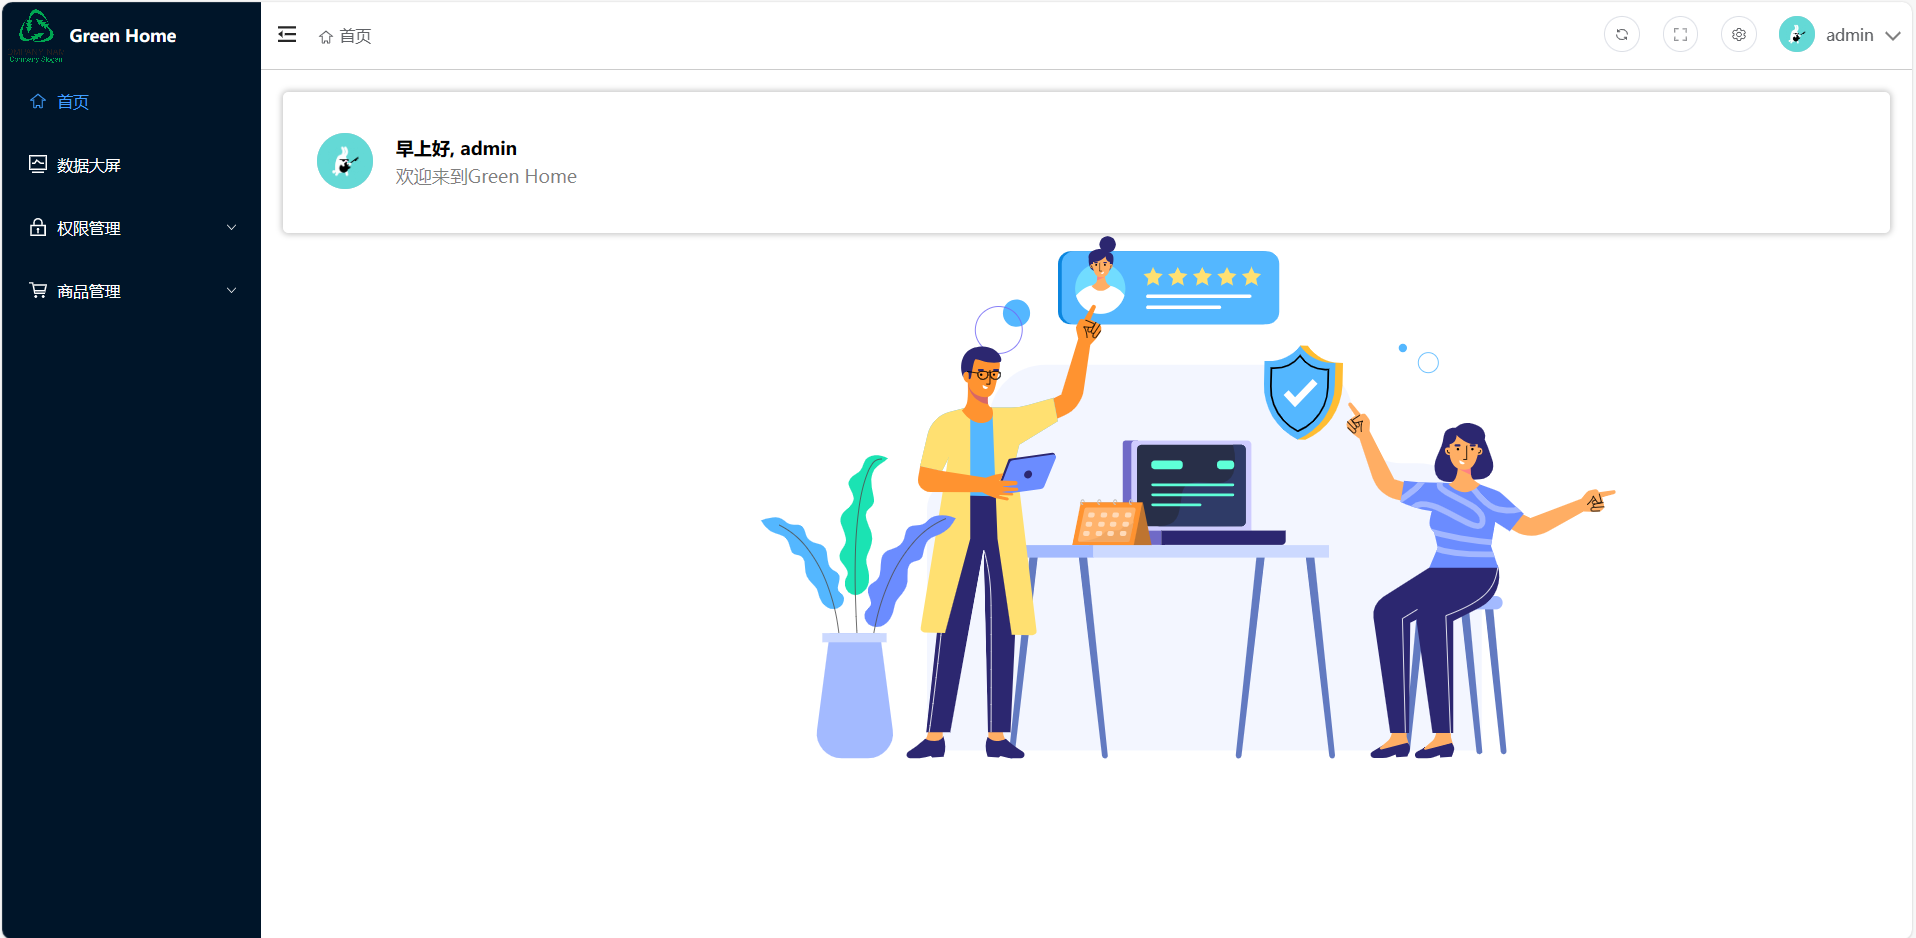 Green Home
Company Slogan
首页
数据大屏
权限管理
商品管理
首页
admin
早上好, admin
欢迎来到Green Home